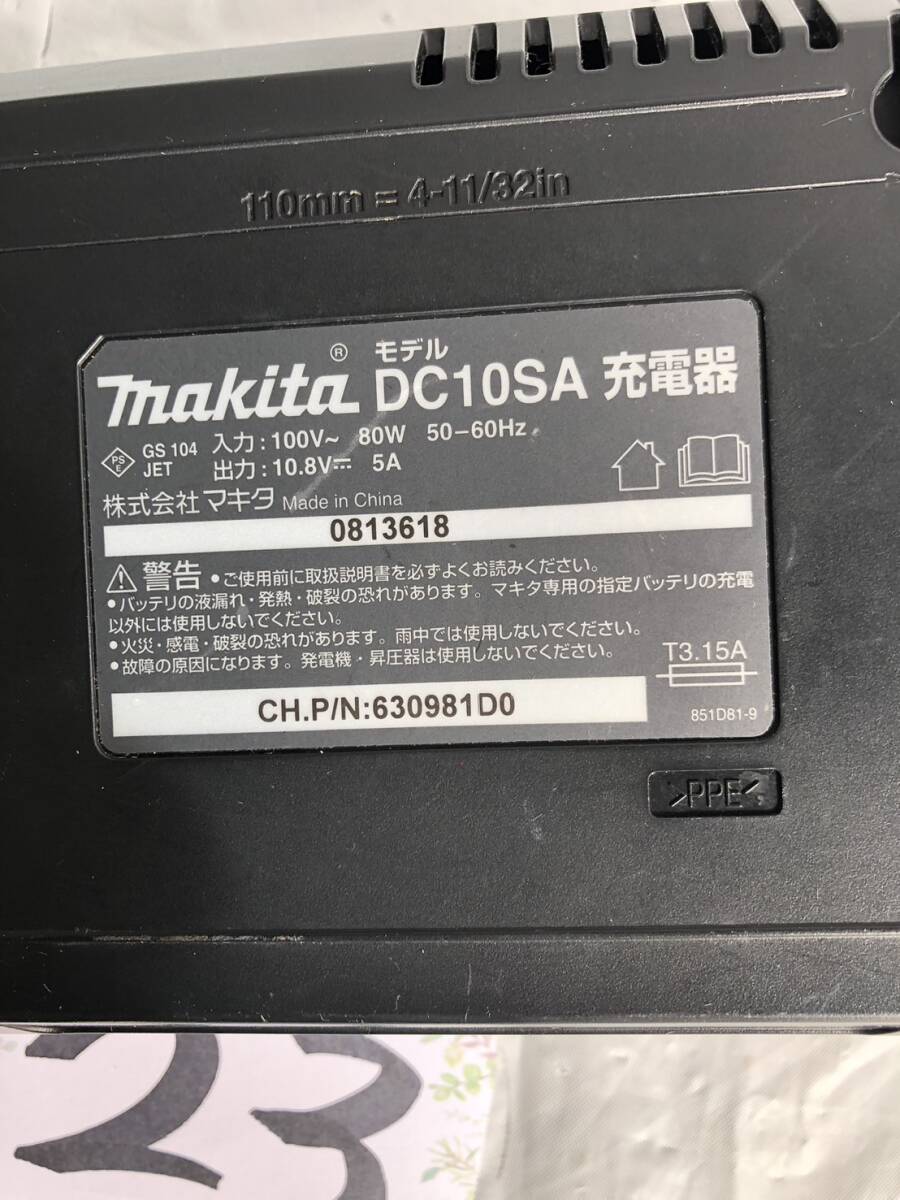 110mm = 4-11/32in
makita® モデル DC10SA 充電器
PSE GS 104 JET 入力:100V~ 80W 50-60Hz
出力:10.8V⎓ 5A
株式会社マキタ Made in China
0813618
⚠警告 •ご使用前に取扱説明書を必ずよくお読みください。
•バッテリの液漏れ・発熱・破裂の恐れがあります。マキタ専用の指定バッテリの充電
以外には使用しないでください。
•火災・感電・破裂の恐れがあります。雨中では使用しないでください。
•故障の原因になります。発電機・昇圧器は使用しないでください。
T3.15A
CH.P/N:630981D0
851D81-9
>PPE<
23